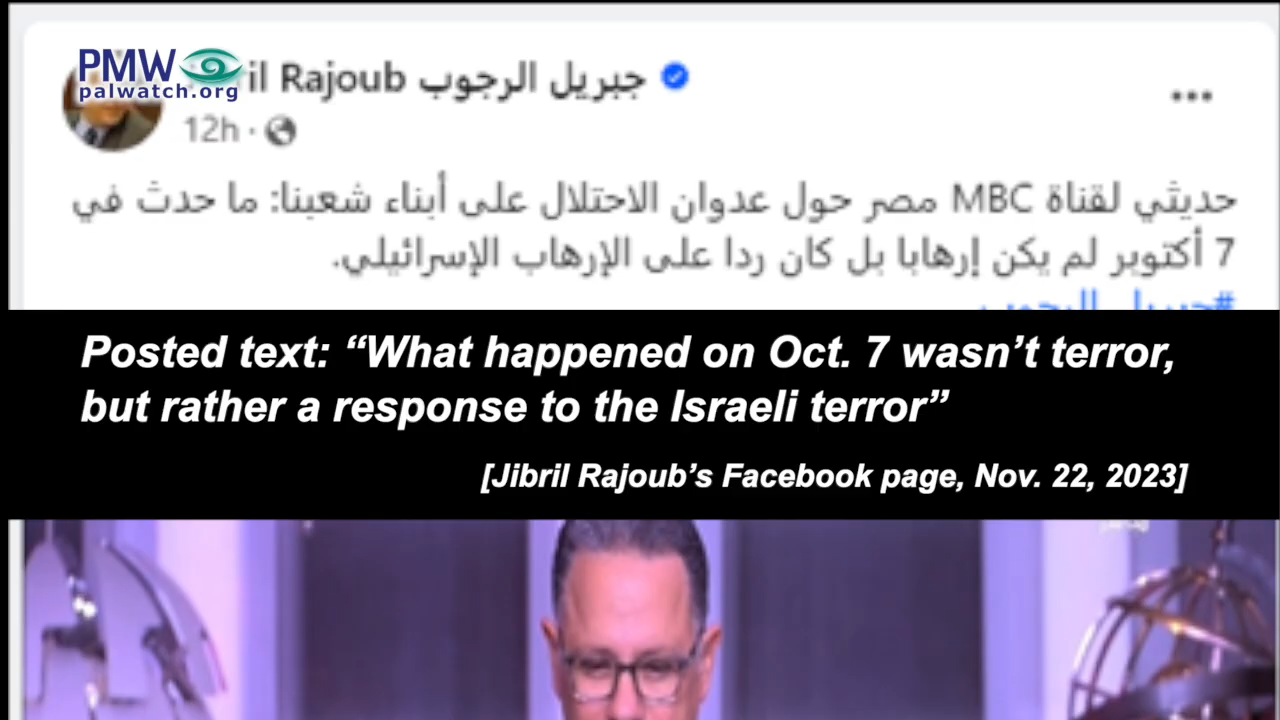 PMW
palwatch.org
il Rajoub جبريل الرجوب
12h ·
حديثي لقناة MBC مصر حول عدوان الاحتلال على أبناء شعبنا: ما حدث في
7 أكتوبر لم يكن إرهابا بل كان ردا على الإرهاب الإسرائيلي.
Posted text: “What happened on Oct. 7 wasn’t terror,
but rather a response to the Israeli terror”
[Jibril Rajoub’s Facebook page, Nov. 22, 2023]